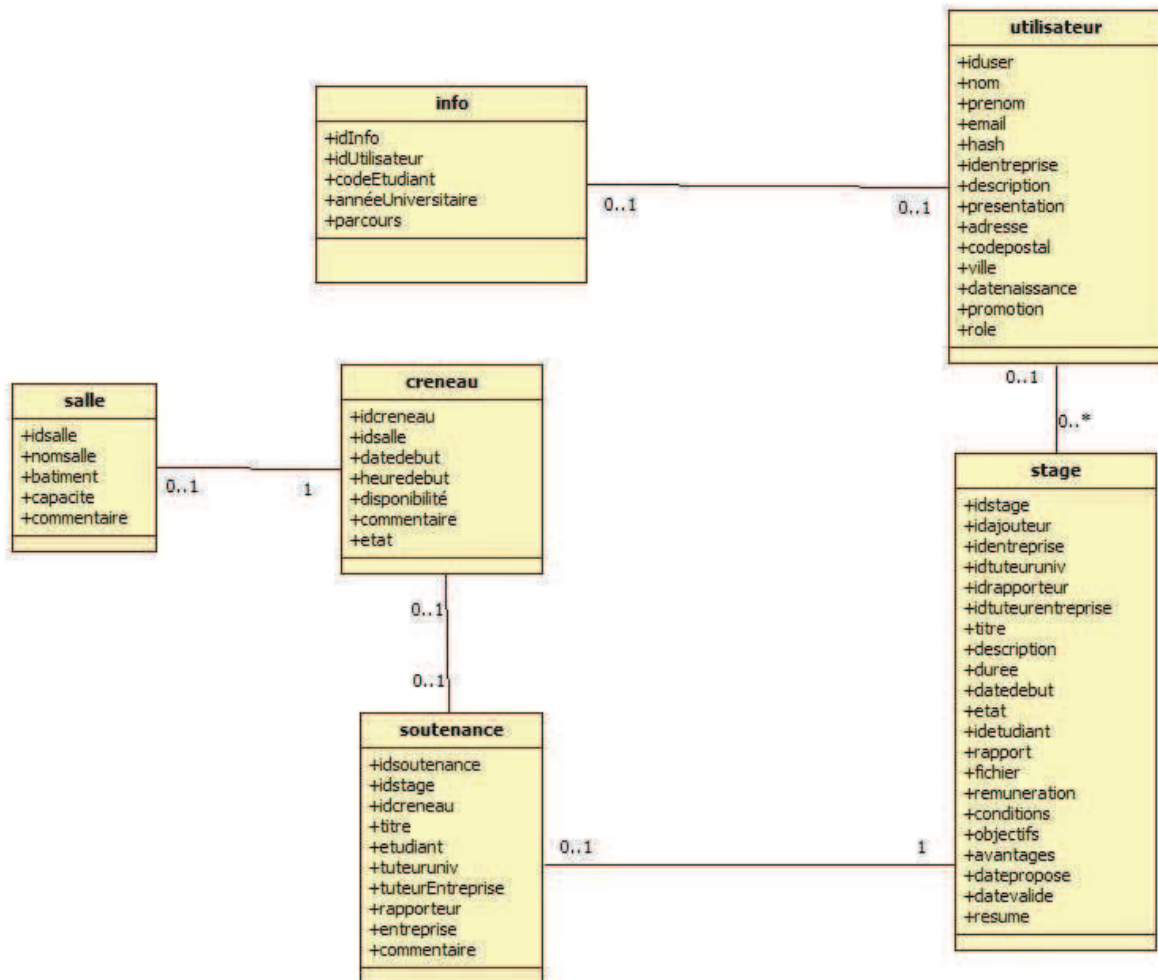 utilisateur
+iduser
+nom
+prenom
+email
+hash
+identreprise
+description
+presentation
+adresse
+codepostal
+ville
+datenaissance
+promotion
+role
info
+idInfo
+idUtilisateur
+codeEtudiant
+annéeUniversitaire
+parcours
0..1
0..1
salle
+idsalle
+nomsalle
+batiment
+capacite
+commentaire
0..1
1
creneau
+idcreneau
+idsalle
+datedebut
+heuredebut
+disponibilité
+commentaire
+etat
0..1
0..*
0..1
0..1
stage
+idstage
+idajouteur
+identreprise
+idtuteuruniv
+idrapporteur
+idtuteurentreprise
+titre
+description
+duree
+datedebut
+etat
+idetudiant
+rapport
+fichier
+remuneration
+conditions
+objectifs
+avantages
+datepropose
+datevalide
+resume
soutenance
+idsoutenance
+idstage
+idcreneau
+titre
+etudiant
+tuteuruniv
+tuteurEntreprise
+rapporteur
+entreprise
+commentaire
0..1
1